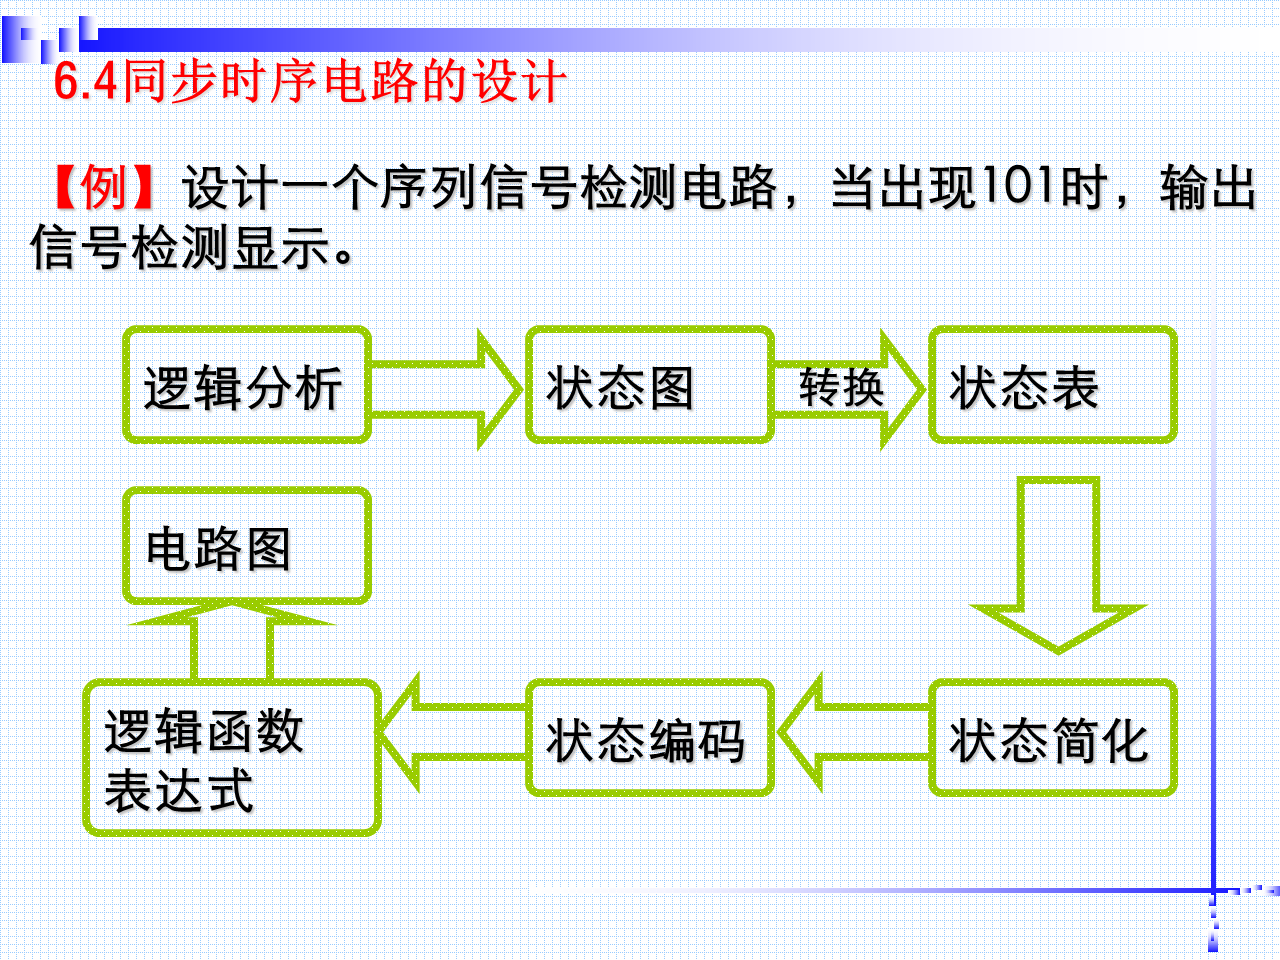 6.4同步时序电路的设计
【例】设计一个序列信号检测电路，当出现101时，输出
信号检测显示。
逻辑分析
状态图
转换
状态表
电路图
逻辑函数
表达式
状态编码
状态简化